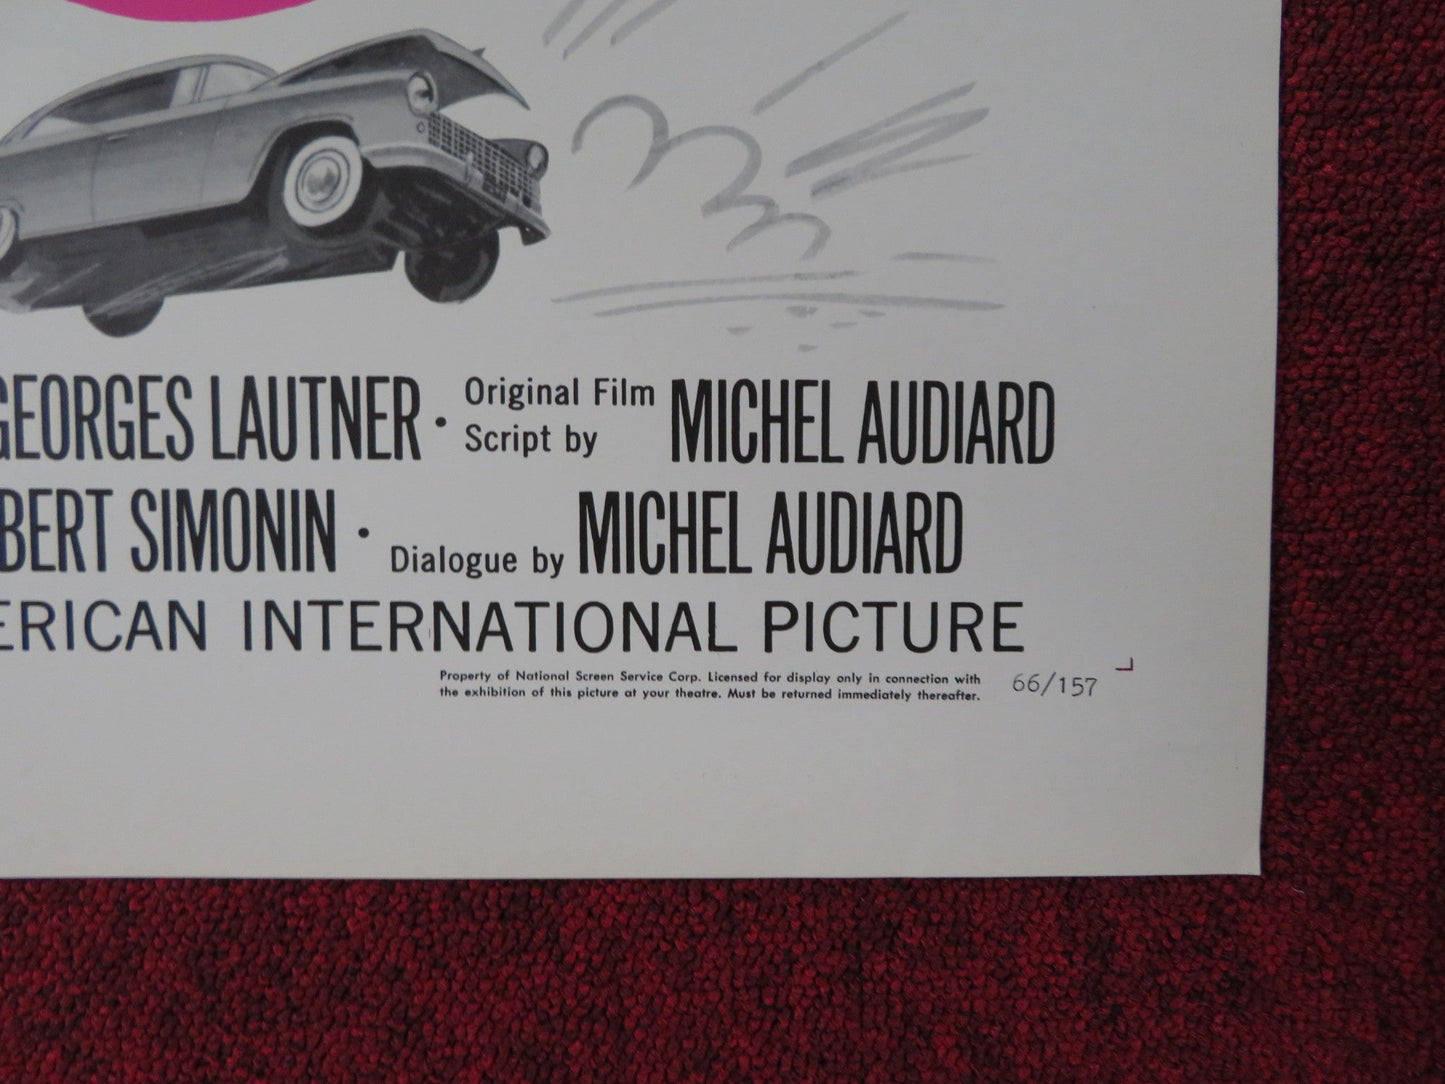 GEORGES LAUTNER · Original Film Script by MICHEL AUDIARD
BERT SIMONIN · Dialogue by MICHEL AUDIARD
ERICAN INTERNATIONAL PICTURE
Property of National Screen Service Corp. Licensed for display only in connection with
the exhibition of this picture at your theatre. Must be returned immediately thereafter.
66/157